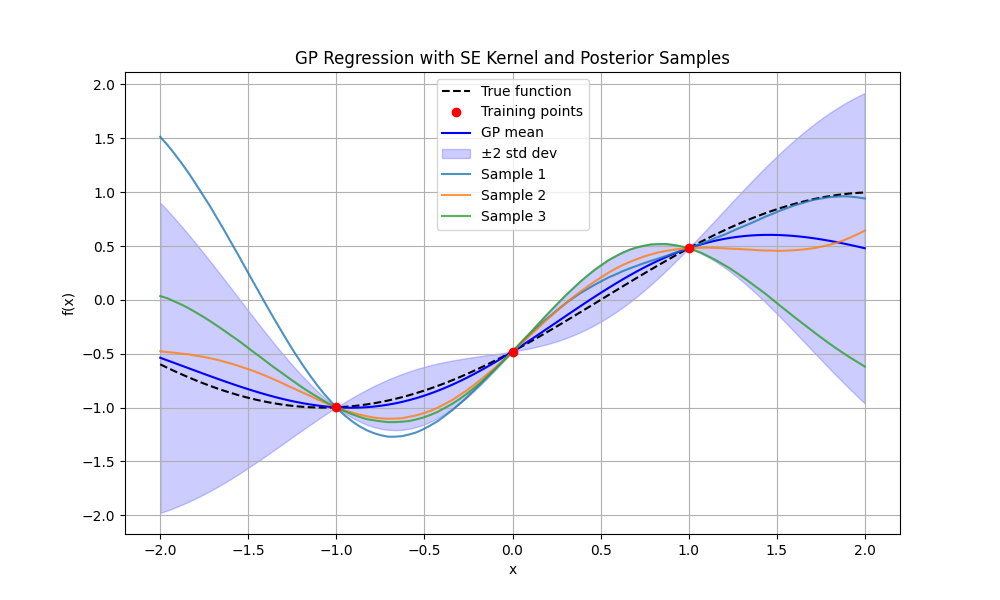 GP Regression with SE Kernel and Posterior Samples
True function
Training points
GP mean
±2 std dev
Sample 1
Sample 2
Sample 3
f(x)
2.0
1.5
1.0
0.5
0.0
−0.5
−1.0
−1.5
−2.0
−2.0 −1.5 −1.0 −0.5 0.0 0.5 1.0 1.5 2.0
x